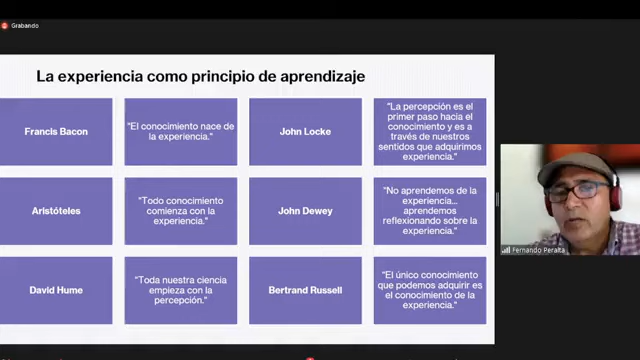 Grabando
La experiencia como principio de aprendizaje
Francis Bacon
"El conocimiento nace de
la experiencia."
John Locke
"La percepción es el
primer paso hacia el
conocimiento y es a
través de nuestros
sentidos que adquirimos
experiencia."
Aristóteles
"Todo conocimiento
comienza con la
experiencia."
John Dewey
"No aprendemos de la
experiencia...
aprendemos
reflexionando sobre la
experiencia."
David Hume
"Toda nuestra ciencia
empieza con la
percepción."
Bertrand Russell
"El único conocimiento
que podemos adquirir es
el conocimiento de la
experiencia."
Fernando Peralta